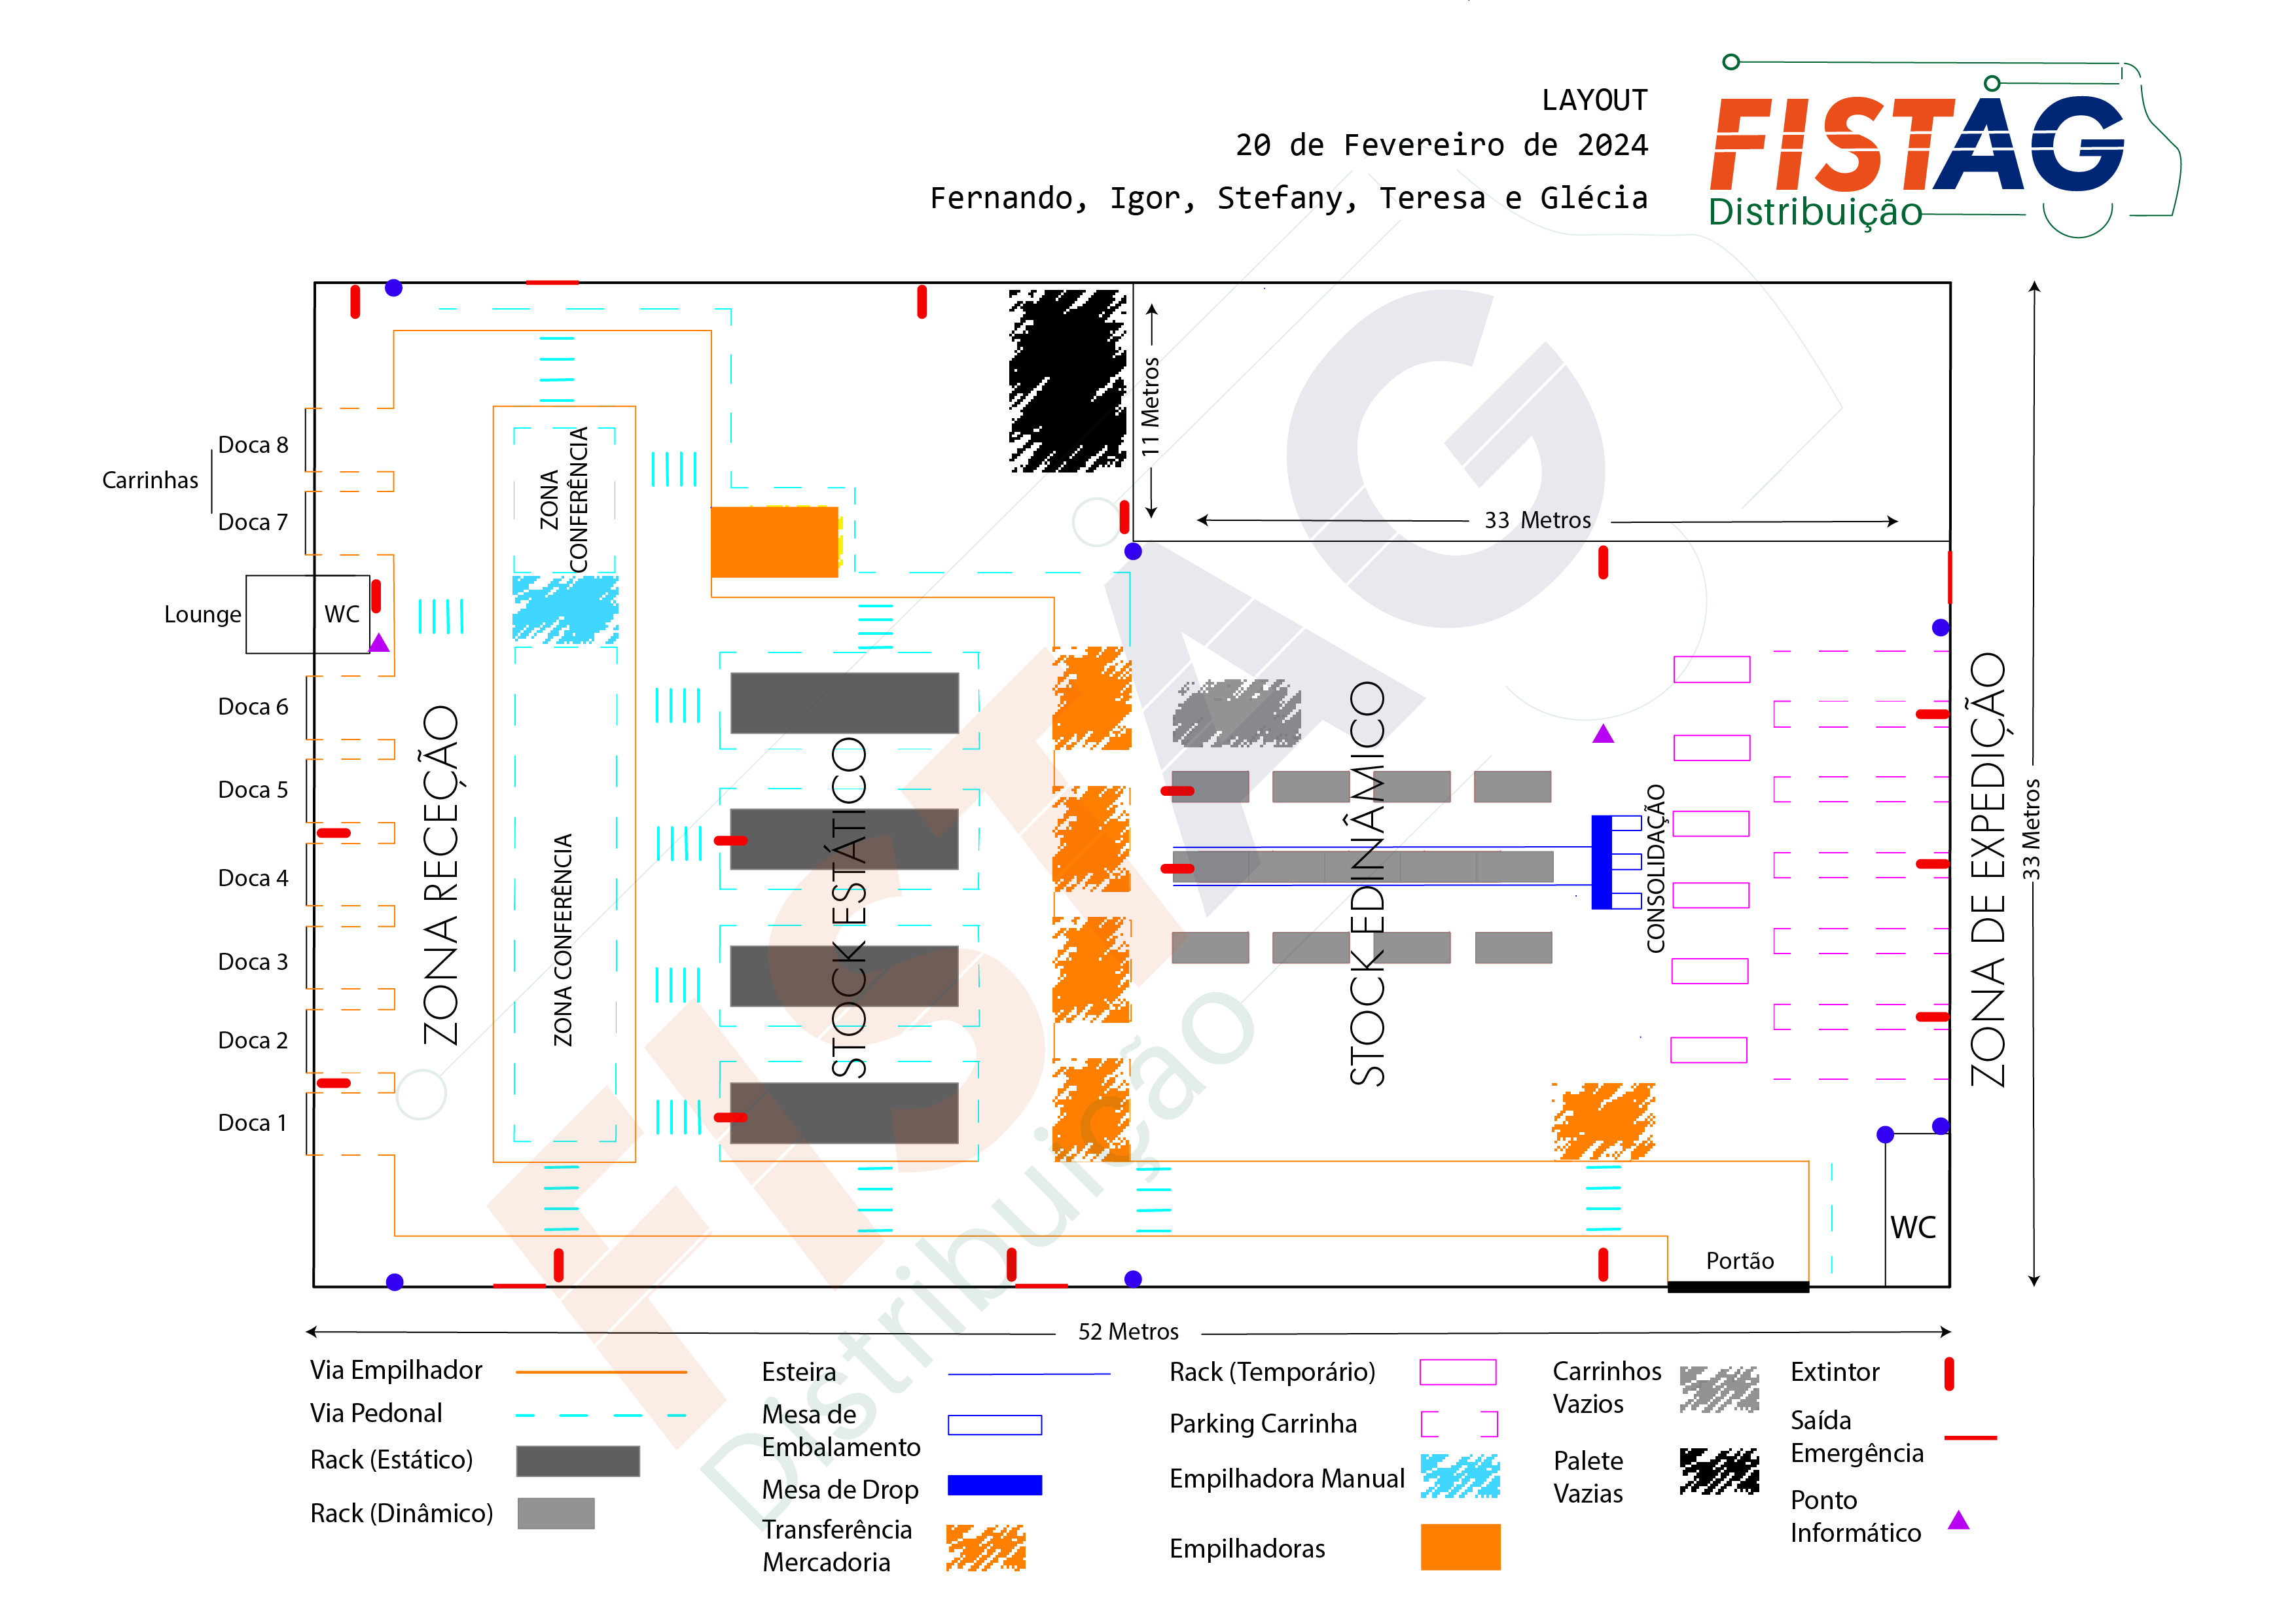 LAYOUT
20 de Fevereiro de 2024
Fernando, Igor, Stefany, Teresa e Glécia
FISTAG
Distribuição
11 Metros
33 Metros
33 Metros
52 Metros
Doca 8
Carrinhas
Doca 7
Lounge
WC
Doca 6
Doca 5
Doca 4
Doca 3
Doca 2
Doca 1
ZONA RECEÇÃO
ZONA
CONFERÊNCIA
ZONA CONFERÊNCIA
STOCK ESTÁTICO
STOCK EDINÂMICO
CONSOLIDAÇÃO
ZONA DE EXPEDIÇÃO
WC
Portão
FISTAG
Distribuição
Via Empilhador
Via Pedonal
Rack (Estático)
Rack (Dinâmico)
Esteira
Mesa de
Embalamento
Mesa de Drop
Transferência
Mercadoria
Rack (Temporário)
Parking Carrinha
Empilhadora Manual
Empilhadoras
Carrinhos
Vazios
Palete
Vazias
Extintor
Saída
Emergência
Ponto
Informático